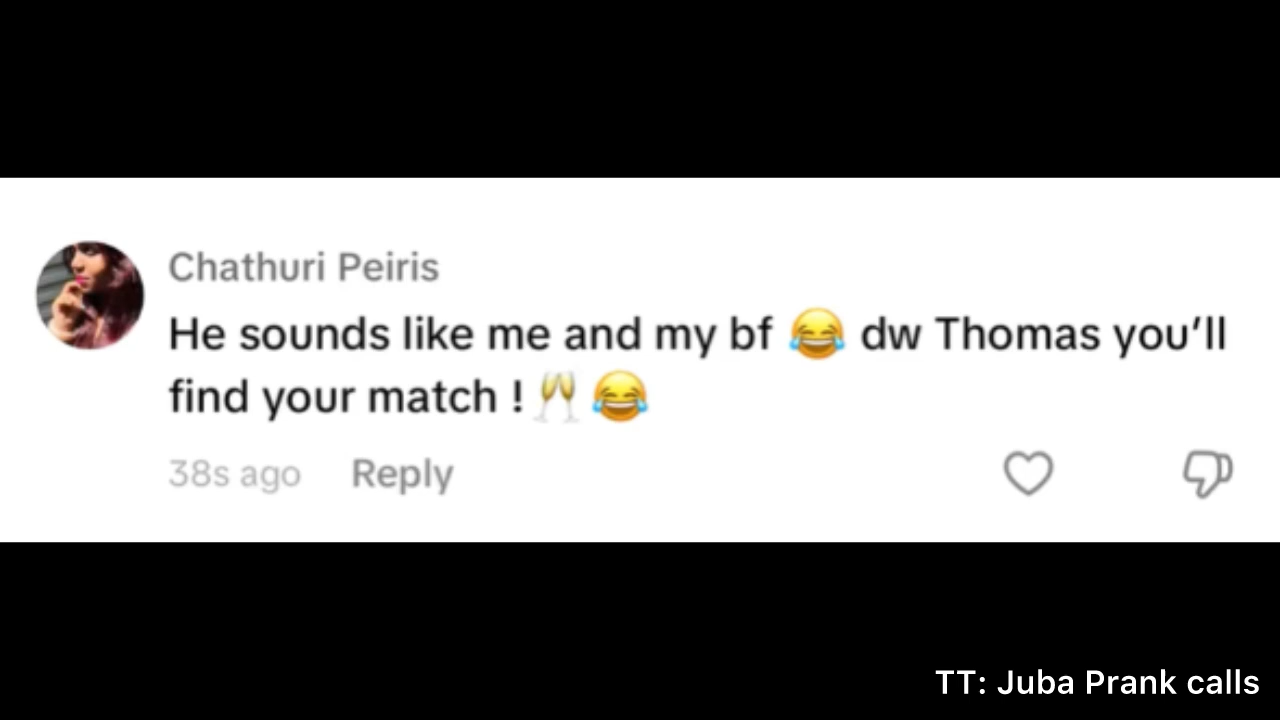 Chathuri Peiris
He sounds like me and my bf 😂 dw Thomas you’ll
find your match ! 🥂 😂
38s ago Reply
TT: Juba Prank calls